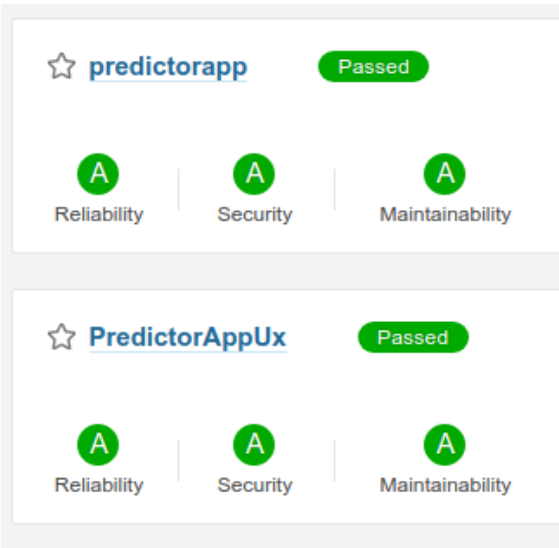 predictorapp Passed
A A A
Reliability Security Maintainability
PredictorAppUx Passed
A A A
Reliability Security Maintainability